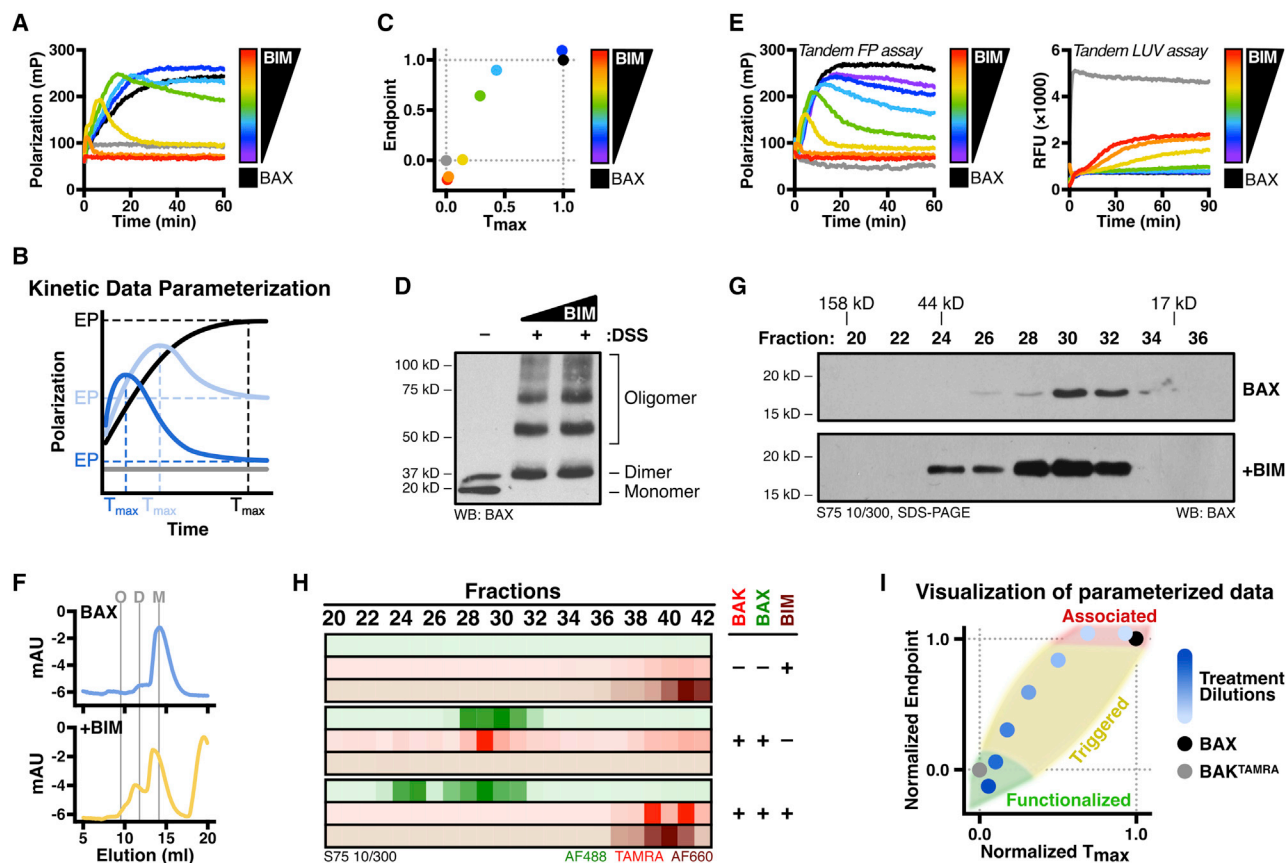 A
Polarization (mP)
300
200
100
0
0 20 40 60
Time (min)
BIM
BAX
B
Kinetic Data Parameterization
EP
EP
EP
Polarization
Tmax Tmax Tmax
Time
C
Endpoint
1.0
0.5
0.0
0.0 0.5 1.0
Tmax
BIM
BAX
D
BIM
– + + :DSS
100 kD –
75 kD –
50 kD –
37 kD –
20 kD –
Oligomer
– Dimer
– Monomer
WB: BAX
E
Tandem FP assay
Polarization (mP)
300
200
100
0
0 20 40 60
Time (min)
BIM
BAX
Tandem LUV assay
RFU (×1000)
6
4
2
0
0 30 60 90
Time (min)
BIM
BAX
F
O D M
BAX
mAU
-0
-2
-4
-6
+BIM
mAU
-0
-2
-4
-6
5 10 15 20
Elution (ml)
G
158 kD 44 kD 17 kD
Fraction: 20 22 24 26 28 30 32 34 36
20 kD –
15 kD –
BAX
20 kD –
15 kD –
+BIM
S75 10/300, SDS-PAGE WB: BAX
H
Fractions
20 22 24 26 28 30 32 34 36 38 40 42
BAK BAX BIM
– – +
+ + –
+ + +
S75 10/300 AF488 TAMRA AF660
I
Visualization of parameterized data
Normalized Endpoint
1.0
0.0
Associated
Triggered
Functionalized
0.0 1.0
Normalized Tmax
Treatment
Dilutions
BAX
BAKTAMRA